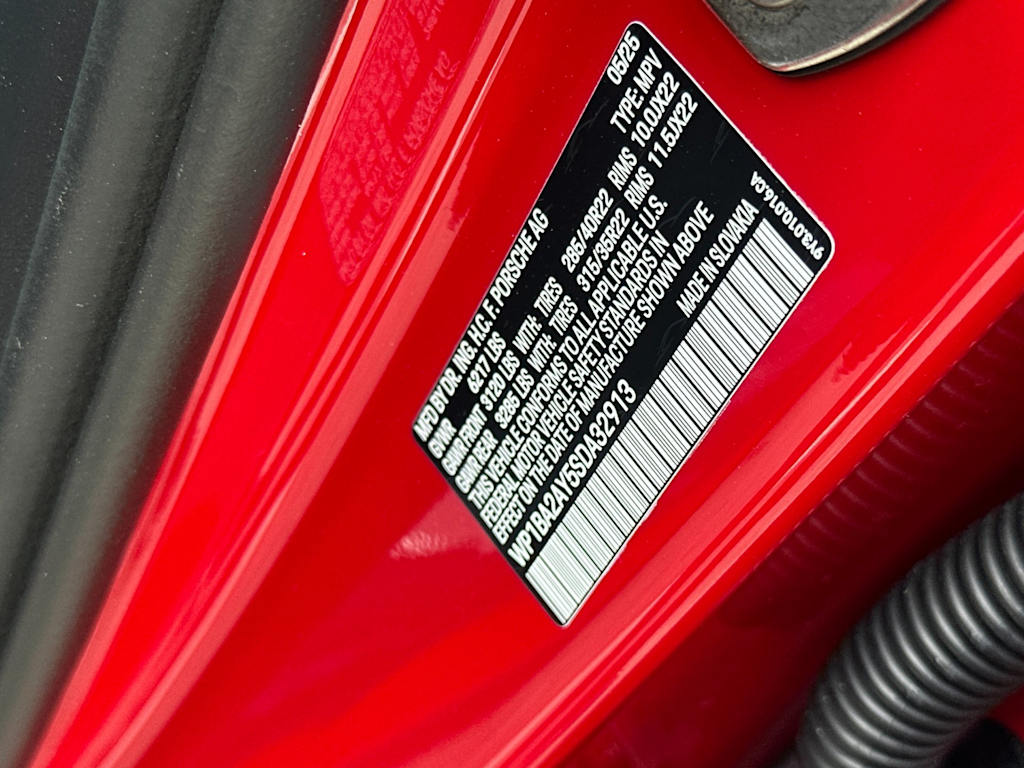 MFD BY DR. ING. H.C. F. PORSCHE AG 05/25
GVWR 6217 LBS TYPE: MPV
GAWR FRONT 3120 LBS WITH: TIRES 285/40R22 RIMS 10.0JX22
GAWR REAR 3285 LBS WITH: TIRES 315/35R22 RIMS 11.5JX22
THIS VEHICLE CONFORMS TO ALL APPLICABLE U.S.
FEDERAL MOTOR VEHICLE SAFETY STANDARDS IN
EFFECT ON THE DATE OF MANUFACTURE SHOWN ABOVE
WP1BA2AY5SDA32913 MADE IN SLOVAKIA
9Y3.010.016.CA